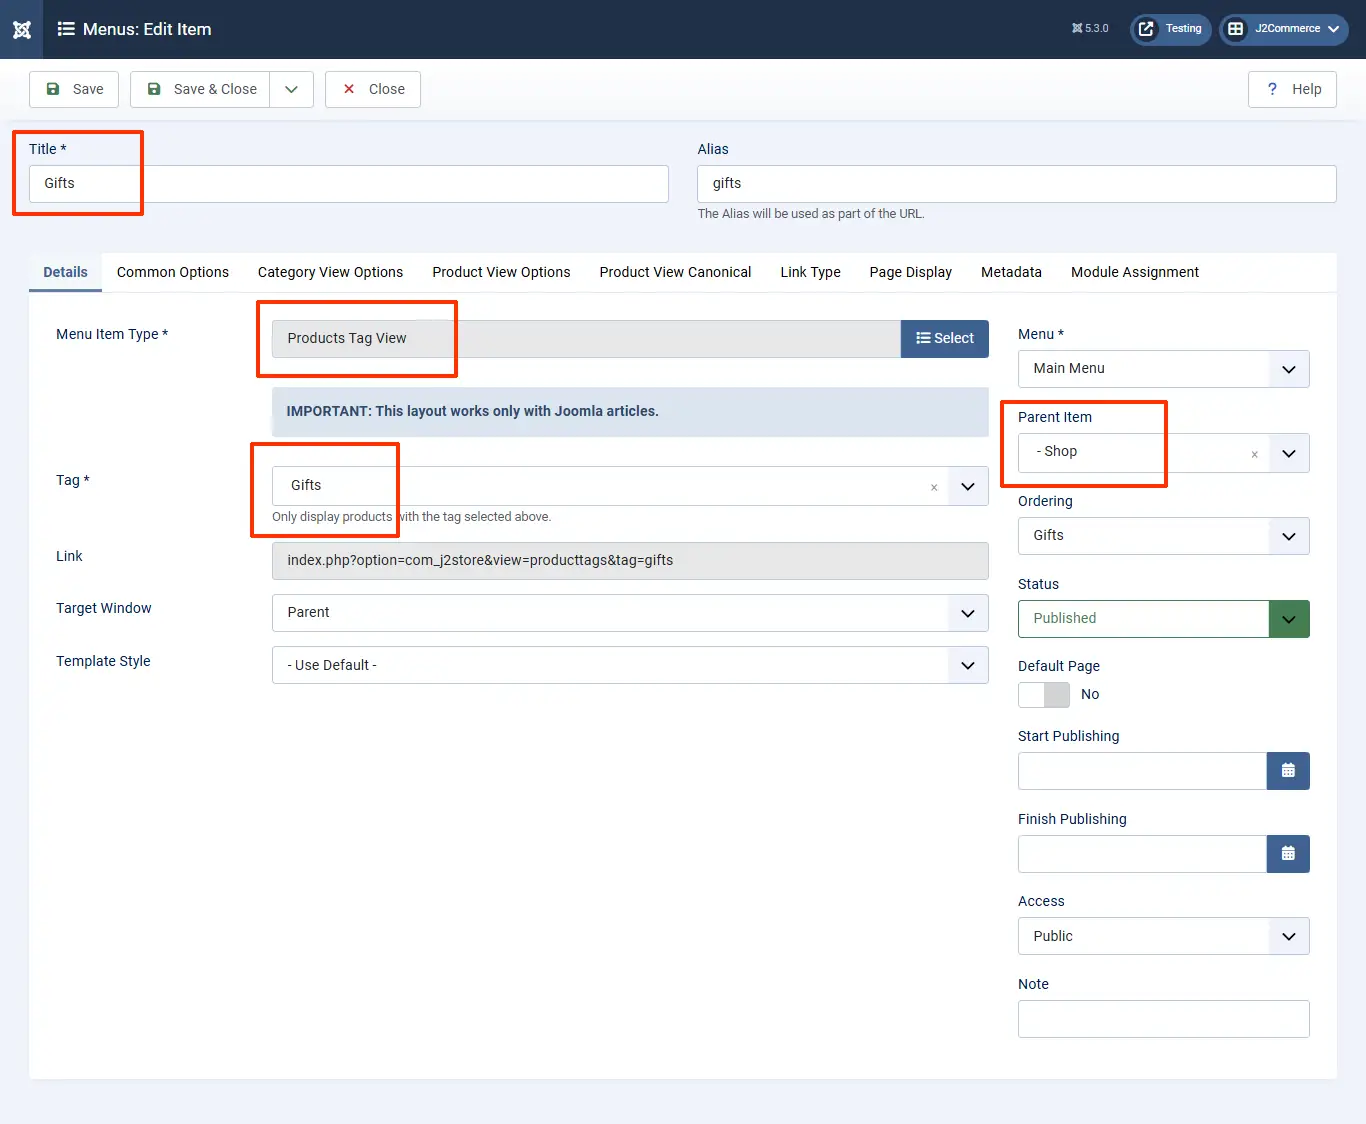 Menus: Edit Item
5.3.0
Testing
J2Commerce
Save
Save & Close
Close
? Help
Title *
Gifts
Alias
gifts
The Alias will be used as part of the URL.
Details
Common Options
Category View Options
Product View Options
Product View Canonical
Link Type
Page Display
Metadata
Module Assignment
Menu Item Type *
Products Tag View
Select
IMPORTANT: This layout works only with Joomla articles.
Tag *
Gifts
Only display products with the tag selected above.
Link
index.php?option=com_j2store&view=producttags&tag=gifts
Target Window
Parent
Template Style
- Use Default -
Menu *
Main Menu
Parent Item
- Shop
Ordering
Gifts
Status
Published
Default Page
No
Start Publishing
Finish Publishing
Access
Public
Note